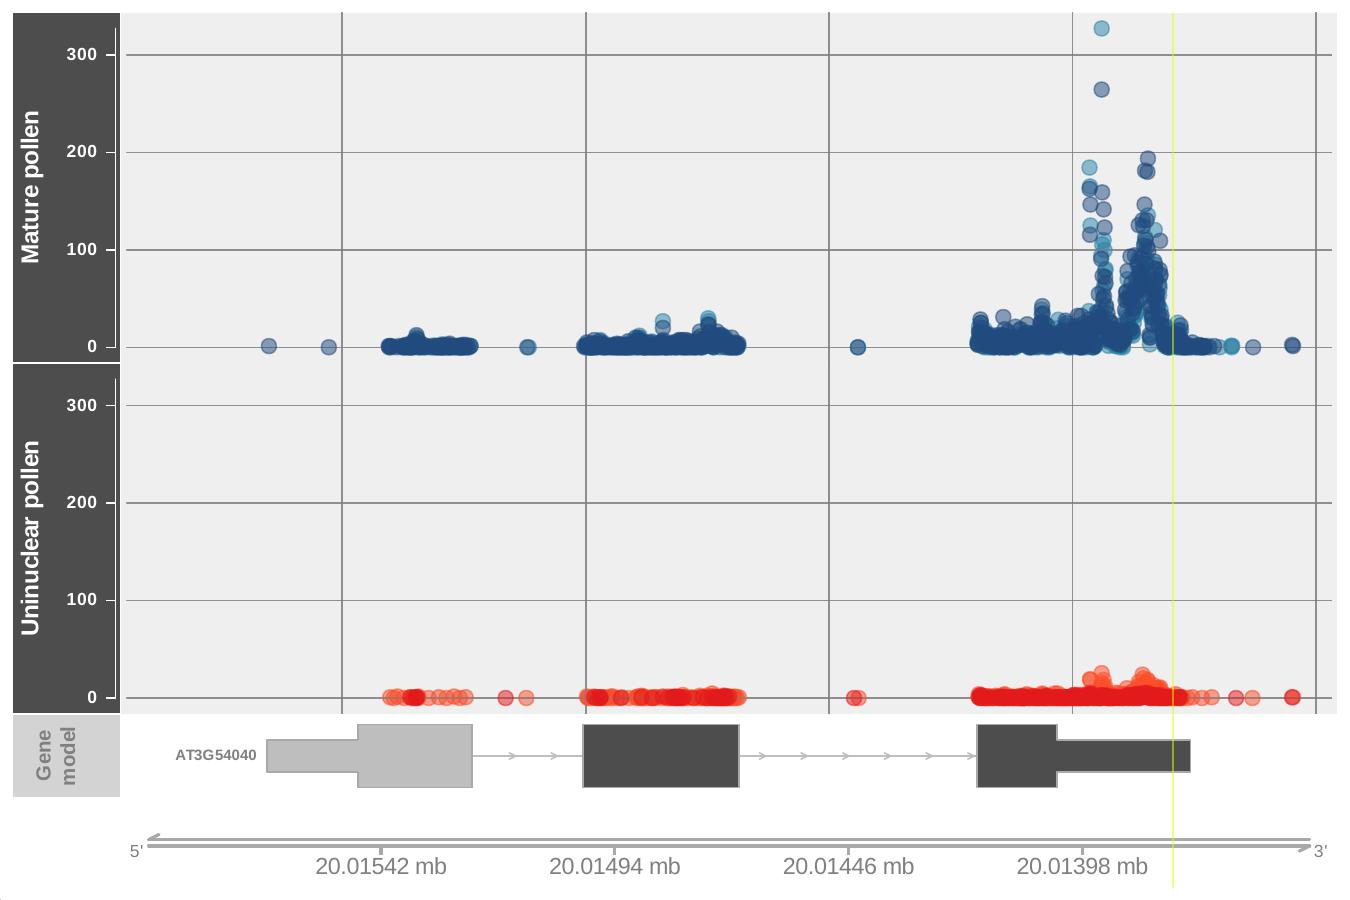 Mature pollen
300
200
100
0
Uninuclear pollen
300
200
100
0
Gene
model
AT3G54040
5'
3'
20.01542 mb
20.01494 mb
20.01446 mb
20.01398 mb